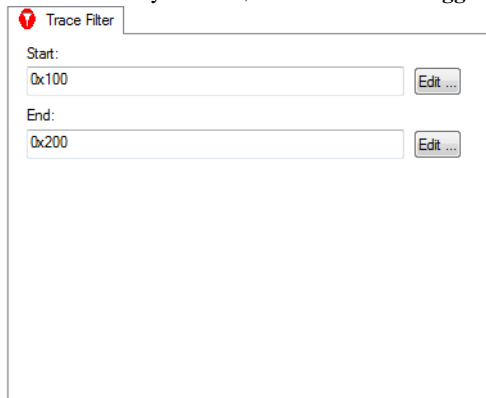 Trace Filter
Start:
0x100
Edit ...
End:
0x200
Edit ...